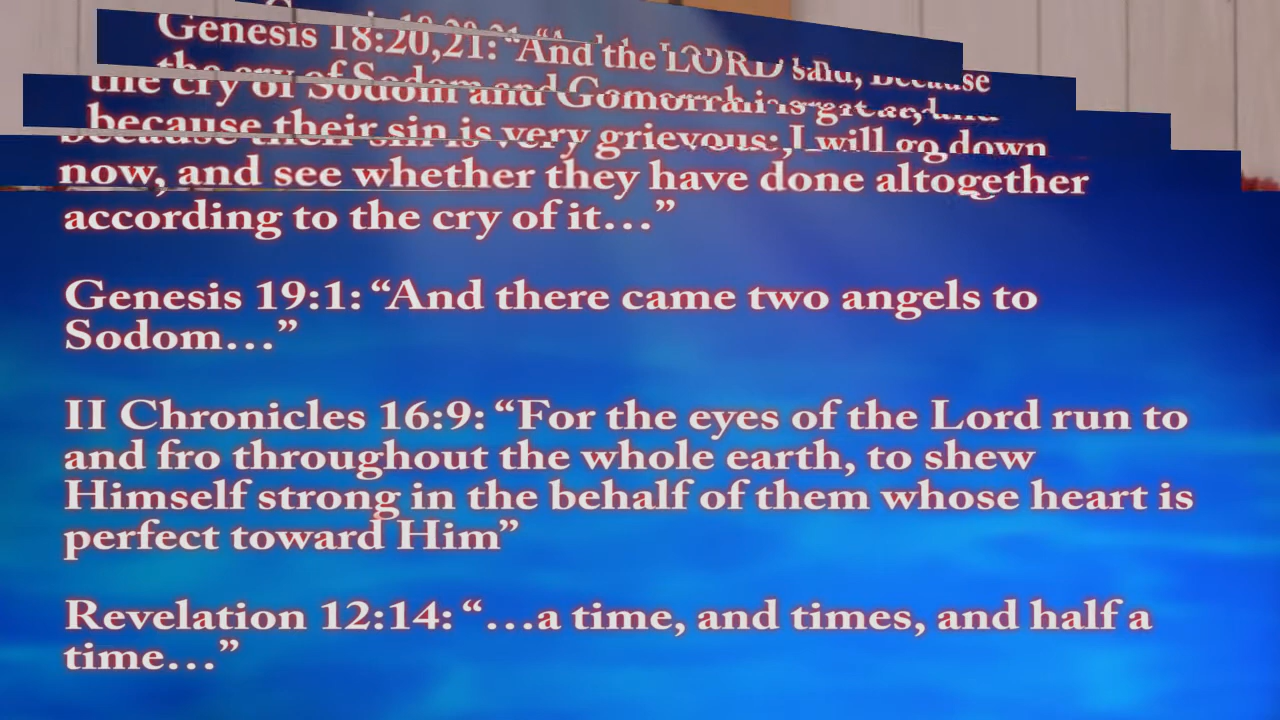 Genesis 18:20,21: “And the LORD said, Because
the cry of Sodom and Gomorrah is great, and
because their sin is very grievous; I will go down
now, and see whether they have done altogether
according to the cry of it…”
Genesis 19:1: “And there came two angels to
Sodom…”
II Chronicles 16:9: “For the eyes of the Lord run to
and fro throughout the whole earth, to shew
Himself strong in the behalf of them whose heart is
perfect toward Him”
Revelation 12:14: “…a time, and times, and half a
time…”